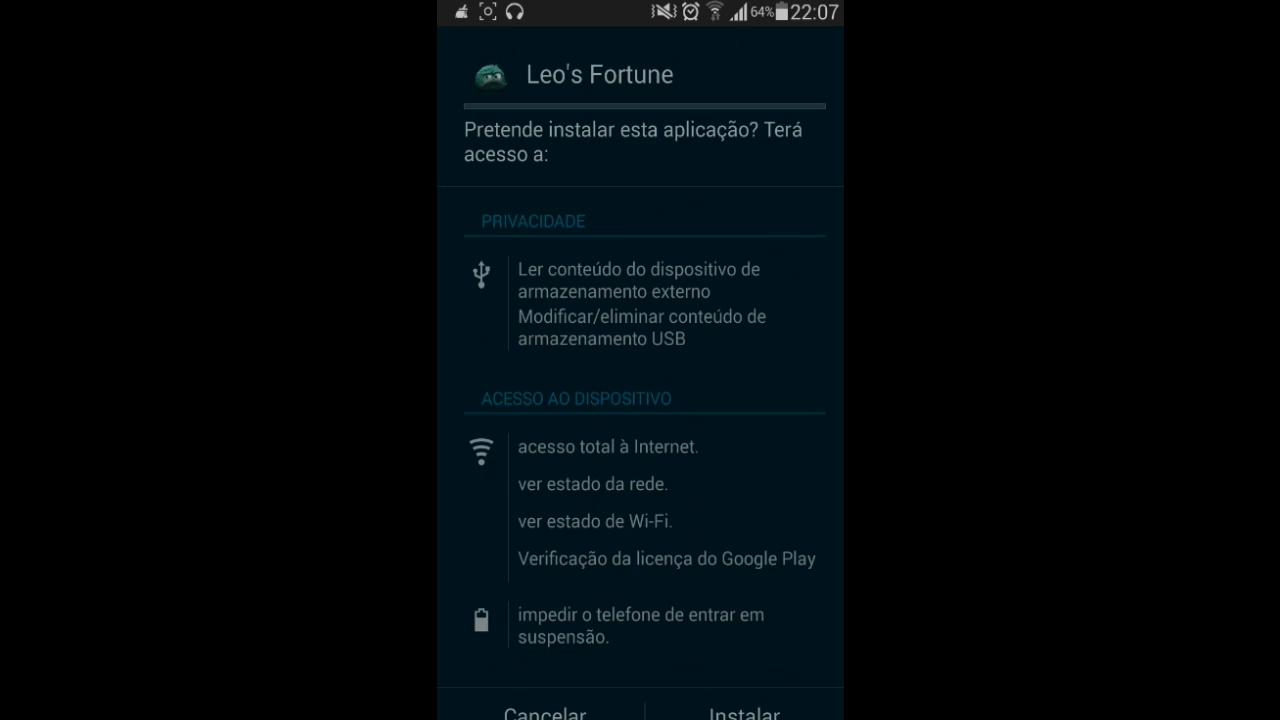 64% 22:07
Leo's Fortune
Pretende instalar esta aplicação? Terá
acesso a:
PRIVACIDADE
Ler conteúdo do dispositivo de
armazenamento externo
Modificar/eliminar conteúdo de
armazenamento USB
ACESSO AO DISPOSITIVO
acesso total à Internet.
ver estado da rede.
ver estado de Wi-Fi.
Verificação da licença do Google Play
impedir o telefone de entrar em
suspensão.
Cancelar Instalar